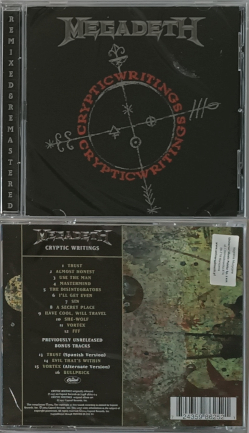 REMIXED & REMASTERED
MEGADETH
CRYPTIC WRITINGS
CRYPTIC WRITINGS
MEGADETH
CRYPTIC WRITINGS
1 TRUST
2 ALMOST HONEST
3 USE THE MAN
4 MASTERMIND
5 THE DISINTEGRATORS
6 I'LL GET EVEN
7 SIN
8 A SECRET PLACE
9 HAVE COOL, WILL TRAVEL
10 SHE-WOLF
11 VORTEX
12 FFF
PREVIOUSLY UNRELEASED
BONUS TRACKS
13 TRUST (Spanish Version)
14 EVIL THAT'S WITHIN
15 VORTEX (Alternate Version)
16 BULLPRICK
Capitol